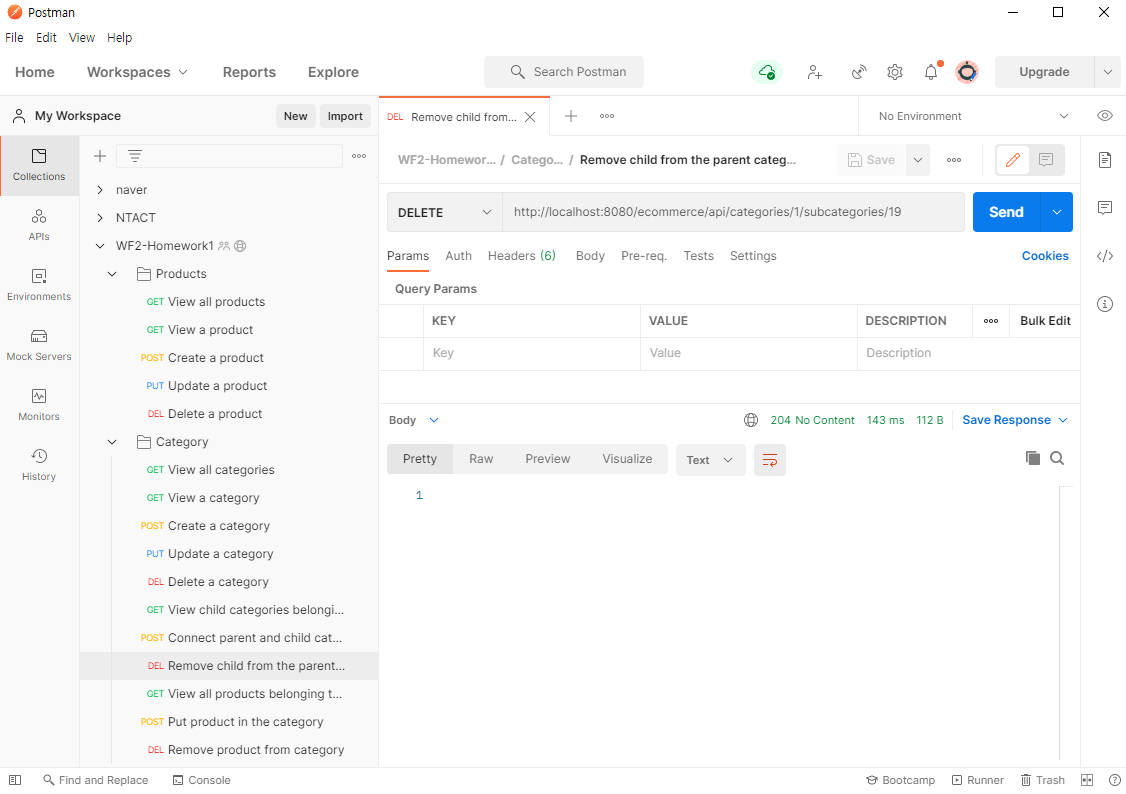 Postman
File Edit View Help
Home Workspaces Reports Explore Search Postman Upgrade
My Workspace New Import
DEL Remove child from... No Environment
Collections
APIs
Environments
Mock Servers
Monitors
History
naver
NTACT
WF2-Homework1
Products
GET View all products
GET View a product
POST Create a product
PUT Update a product
DEL Delete a product
Category
GET View all categories
GET View a category
POST Create a category
PUT Update a category
DEL Delete a category
GET View child categories belongi...
POST Connect parent and child cat...
DEL Remove child from the parent...
GET View all products belonging t...
POST Put product in the category
DEL Remove product from category
WF2-Homewor... / Catego... / Remove child from the parent categ... Save
DELETE http://localhost:8080/ecommerce/api/categories/1/subcategories/19 Send
Params Auth Headers (6) Body Pre-req. Tests Settings Cookies
Query Params
KEY VALUE DESCRIPTION Bulk Edit
Key Value Description
Body 204 No Content 143 ms 112 B Save Response
Pretty Raw Preview Visualize Text
1
Find and Replace Console Bootcamp Runner Trash